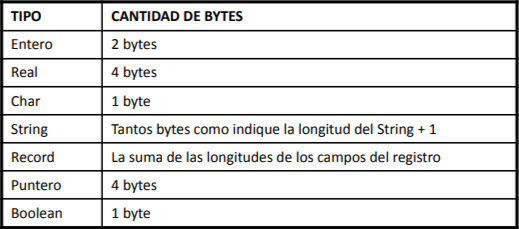 TIPO CANTIDAD DE BYTES
Entero 2 bytes
Real 4 bytes
Char 1 byte
String Tantos bytes como indique la longitud del String + 1
Record La suma de las longitudes de los campos del registro
Puntero 4 bytes
Boolean 1 byte